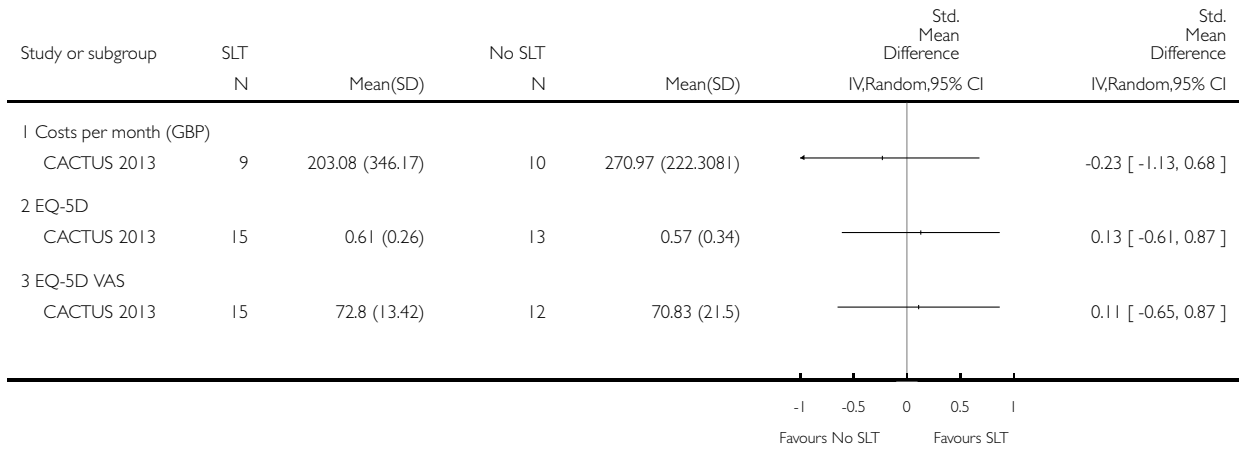 Study or subgroup SLT No SLT Std. Mean Difference Std. Mean Difference
N Mean(SD) N Mean(SD) IV,Random,95% CI IV,Random,95% CI
1 Costs per month (GBP)
CACTUS 2013 9 203.08 (346.17) 10 270.97 (222.3081) -0.23 [ -1.13, 0.68 ]
2 EQ-5D
CACTUS 2013 15 0.61 (0.26) 13 0.57 (0.34) 0.13 [ -0.61, 0.87 ]
3 EQ-5D VAS
CACTUS 2013 15 72.8 (13.42) 12 70.83 (21.5) 0.11 [ -0.65, 0.87 ]
-1 -0.5 0 0.5 1
Favours No SLT Favours SLT